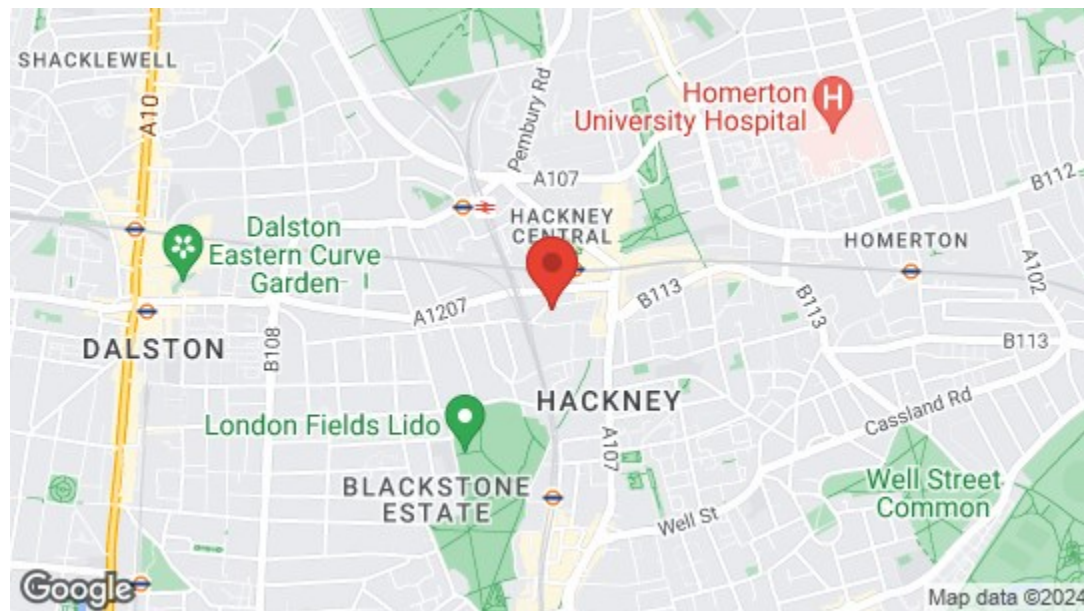 SHACKLEWELL
A10
Pembury Rd
Homerton
University Hospital
H
A107
B112
HACKNEY
CENTRAL
Dalston
Eastern Curve
Garden
HOMERTON
A102
A1207
B113
B113
B113
DALSTON
B108
HACKNEY
Cassland Rd
London Fields Lido
A107
BLACKSTONE
ESTATE
Well Street
Common
Well St
Google
Map data ©2024